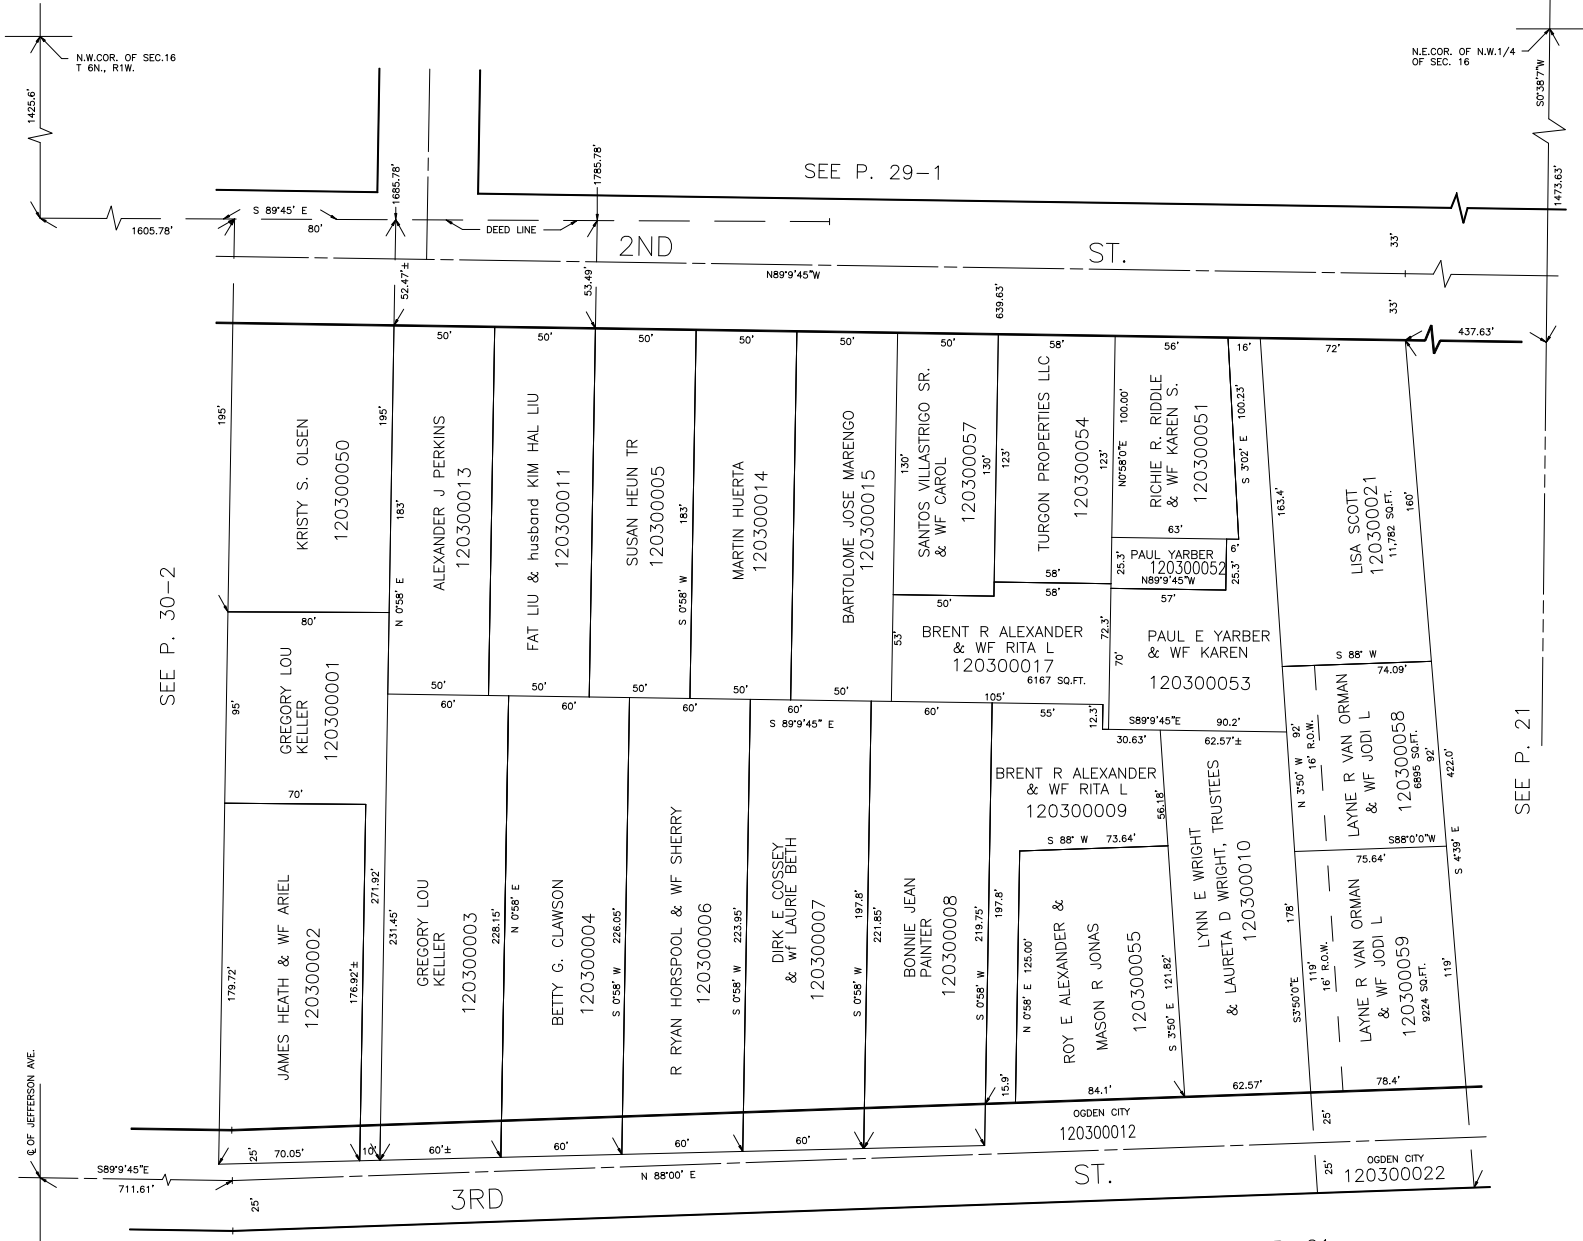 N.W.COR. OF SEC.16
T 6N., R1W.
N.E.COR. OF N.W.1/4
OF SEC. 16
1425.6'
S0°38'7"W
1685.78'
1785.78'
SEE P. 29-1
1473.63'
S 89°45' E
80'
1605.78'
DEED LINE
2ND
ST.
33'
N89°9'45"W
52.47'±
53.49'
639.63'
33'
437.63'
50'
50'
50'
50'
50'
50'
58'
56'
16'
72'
195'
195'
KRISTY S. OLSEN
120300050
183'
N 0°58' E
ALEXANDER J PERKINS
120300013
FAT LIU & husband KIM HAL LIU
120300011
SUSAN HEUN TR
120300005
S 0°58' W
183'
MARTIN HUERTA
120300014
BARTOLOME JOSE MARENGO
120300015
130'
SANTOS VILLASTRIGO SR.
& WF CAROL
120300057
130'
123'
TURGON PROPERTIES LLC
120300054
123'
N0°58'0"E 100.00'
RICHIE R. RIDDLE
& WF KAREN S.
120300051
S 3°02' E 100.23'
163.4'
LISA SCOTT
120300021
11,782 SQ.FT.
160'
63'
6'
25.3'
PAUL YARBER
120300052
N89°9'45"W
25.3'
58'
58'
57'
50'
SEE P. 30-2
80'
GREGORY LOU
KELLER
120300001
95'
53'
BRENT R ALEXANDER
& WF RITA L
120300017
6167 SQ.FT.
72.3'
70'
PAUL E YARBER
& WF KAREN
120300053
S 88° W
74.09'
50'
50'
50'
50'
50'
105'
60'
60'
60'
60'
60'
55'
12.3'
S 89°9'45" E
S89°9'45"E
90.2'
30.63'
62.57'±
N 3°50' W 92'
16' R.O.W.
LAYNE R VAN ORMAN
& WF JODI L
120300058
6895 SQ.FT.
92'
422.0'
SEE P. 21
BRENT R ALEXANDER
& WF RITA L
120300009
56.18'
70'
S 88° W 73.64'
S88°0'0"W
75.64'
S 4°39' E
179.72'
JAMES HEATH & WF ARIEL
120300002
176.92'±
271.92'
231.45'
GREGORY LOU
KELLER
120300003
228.15'
N 0°58' E
BETTY G. CLAWSON
120300004
S 0°58' W 226.05'
R RYAN HORSPOOL & WF SHERRY
120300006
S 0°58' W 223.95'
DIRK E COSSEY
& wf LAURIE BETH
120300007
197.8'
S 0°58' W 221.85'
BONNIE JEAN
PAINTER
120300008
S 0°58' W 219.75'
197.8'
N 0°58' E 125.00'
ROY E ALEXANDER &
MASON R JONAS
120300055
S 3°50' E 121.82'
LYNN E WRIGHT
& LAURETA D WRIGHT, TRUSTEES
120300010
178'
S3°50'0"E 119'
16' R.O.W.
LAYNE R VAN ORMAN
& WF JODI L
120300059
9224 SQ.FT.
119'
15.9'
84.1'
62.57'
78.4'
℄ OF JEFFERSON AVE.
OGDEN CITY
120300012
25'
25'
70.05'
10'
60'±
60'
60'
60'
OGDEN CITY
120300022
25'
N 88°00' E
ST.
S89°9'45"E
711.61'
25'
3RD